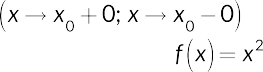 (x → x₀ + 0; x → x₀ − 0)
f(x) = x²